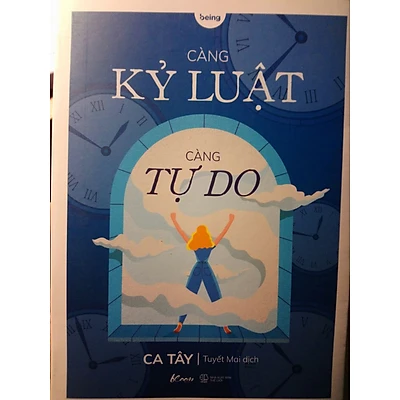 being
CÀNG
KỶ LUẬT
CÀNG
TỰ DO
CA TÂY | Tuyết Mai dịch